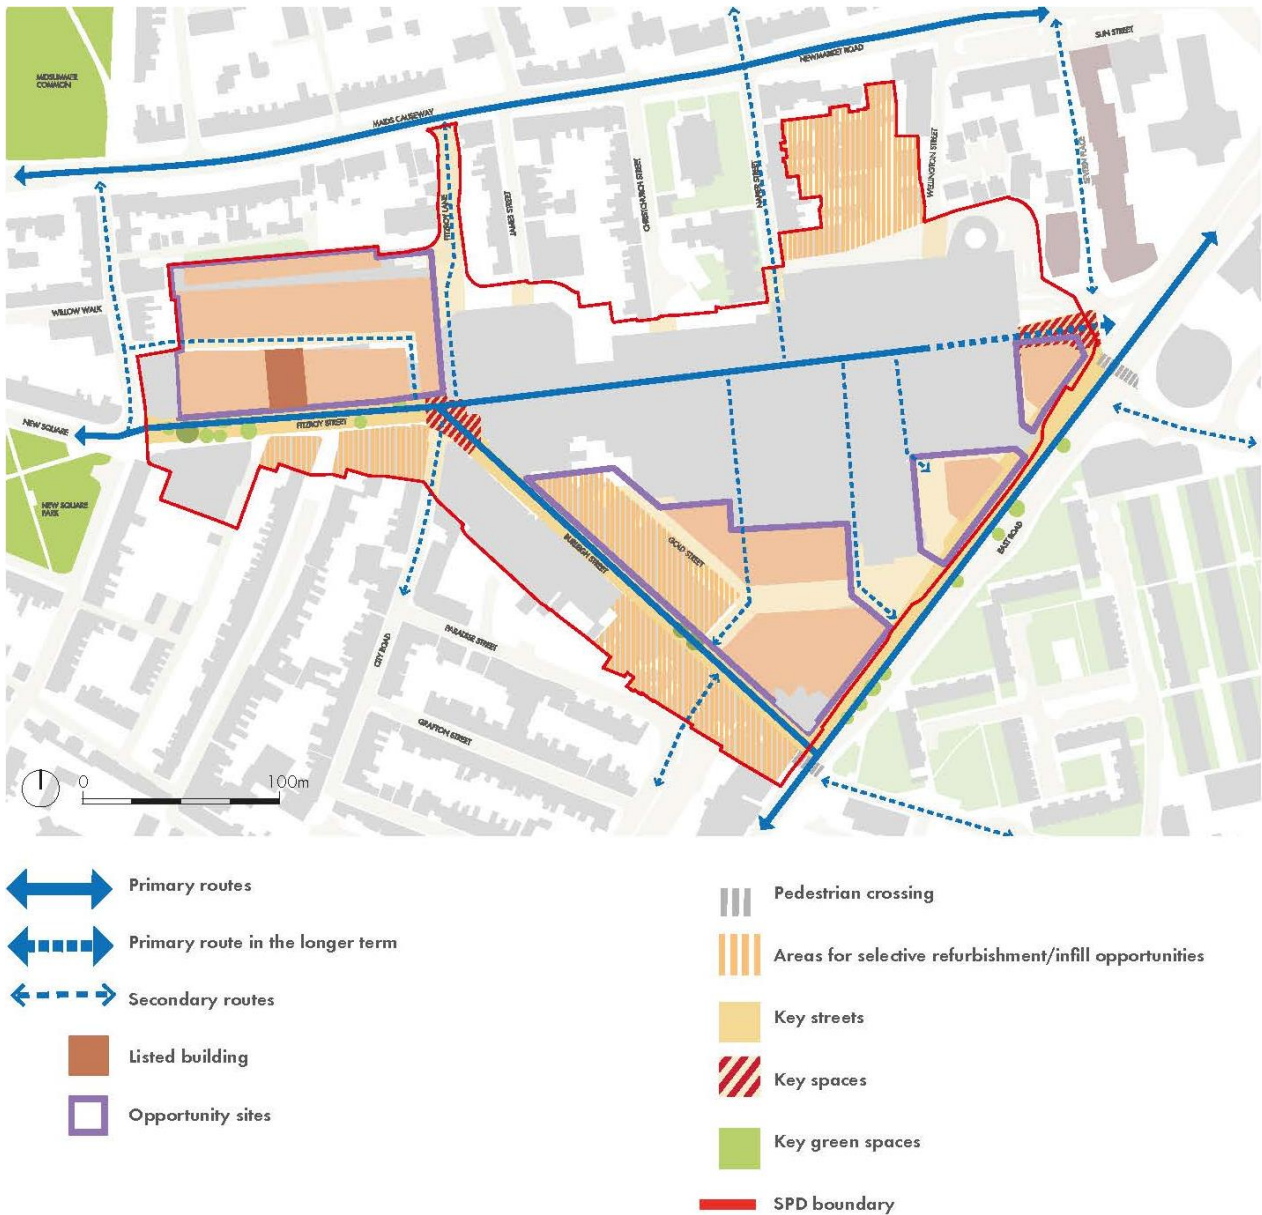 SUN STREET
NEWMARKET ROAD
MIDSUMMER
COMMON
MAIDS CAUSEWAY
WELLINGTON STREET
SEVERN PLACE
NAPIER STREET
CHRISTCHURCH STREET
JAMES STREET
FITZROY LANE
WILLOW WALK
NEW SQUARE
FITZROY STREET
NEW SQUARE
PARK
BURLEIGH STREET
GOLD STREET
EAST ROAD
CITY ROAD
PARADISE STREET
GRAFTON STREET
0
100m
Primary routes
Primary route in the longer term
Secondary routes
Listed building
Opportunity sites
Pedestrian crossing
Areas for selective refurbishment/infill opportunities
Key streets
Key spaces
Key green spaces
SPD boundary